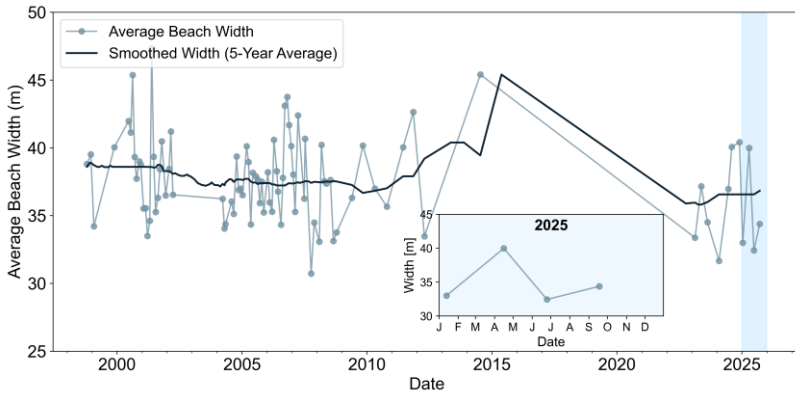 50
45
40
35
30
25
Average Beach Width (m)
Average Beach Width
Smoothed Width (5-Year Average)
2025
45
40
35
30
Width [m]
J F M A M J J A S O N D
Date
2000 2005 2010 2015 2020 2025
Date